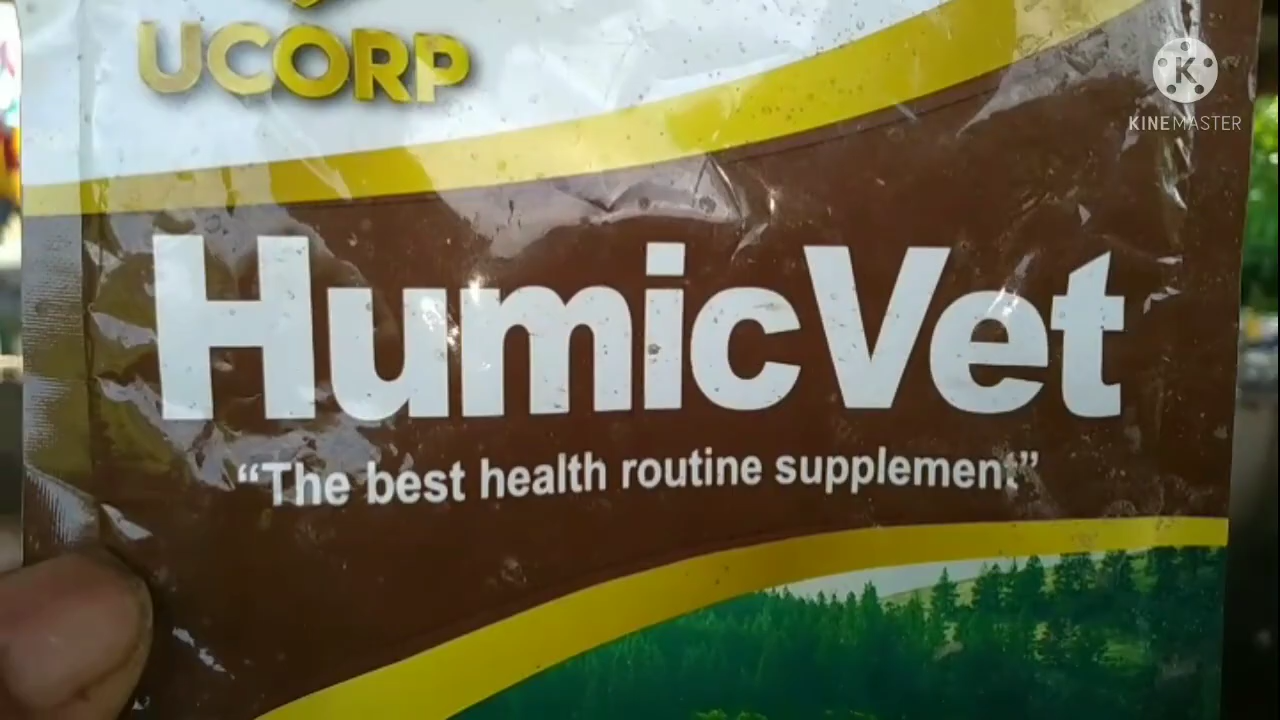 UCORP
K
KINEMASTER
HumicVet
“The best health routine supplement”